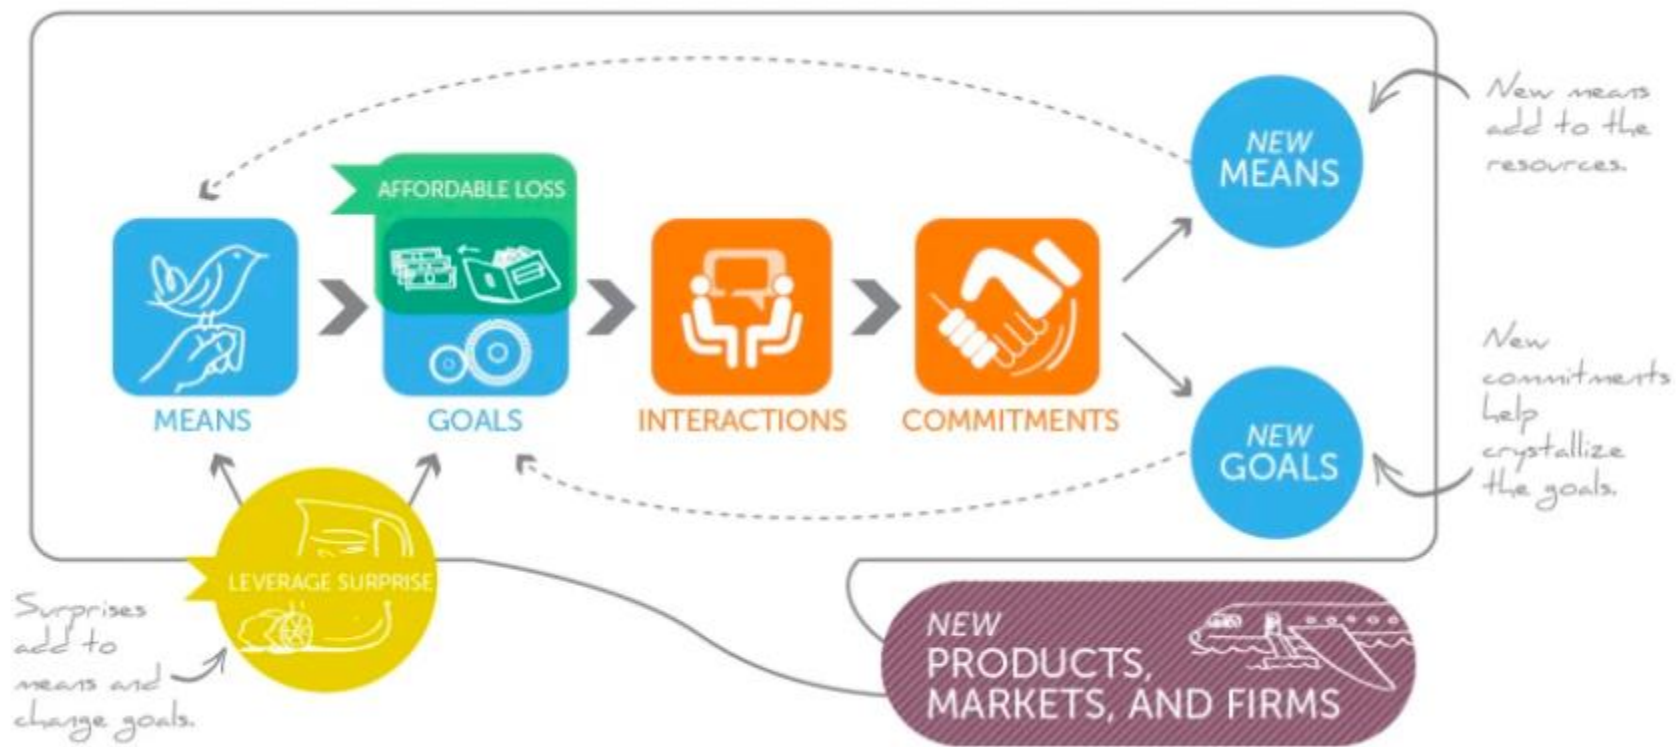 NEW
MEANS
New means
add to the
resources.
AFFORDABLE LOSS
MEANS
GOALS
INTERACTIONS
COMMITMENTS
NEW
GOALS
New
commitments
help
crystallize
the goals.
LEVERAGE SURPRISE
Surprises
add to
means and
change goals.
NEW
PRODUCTS,
MARKETS, AND FIRMS